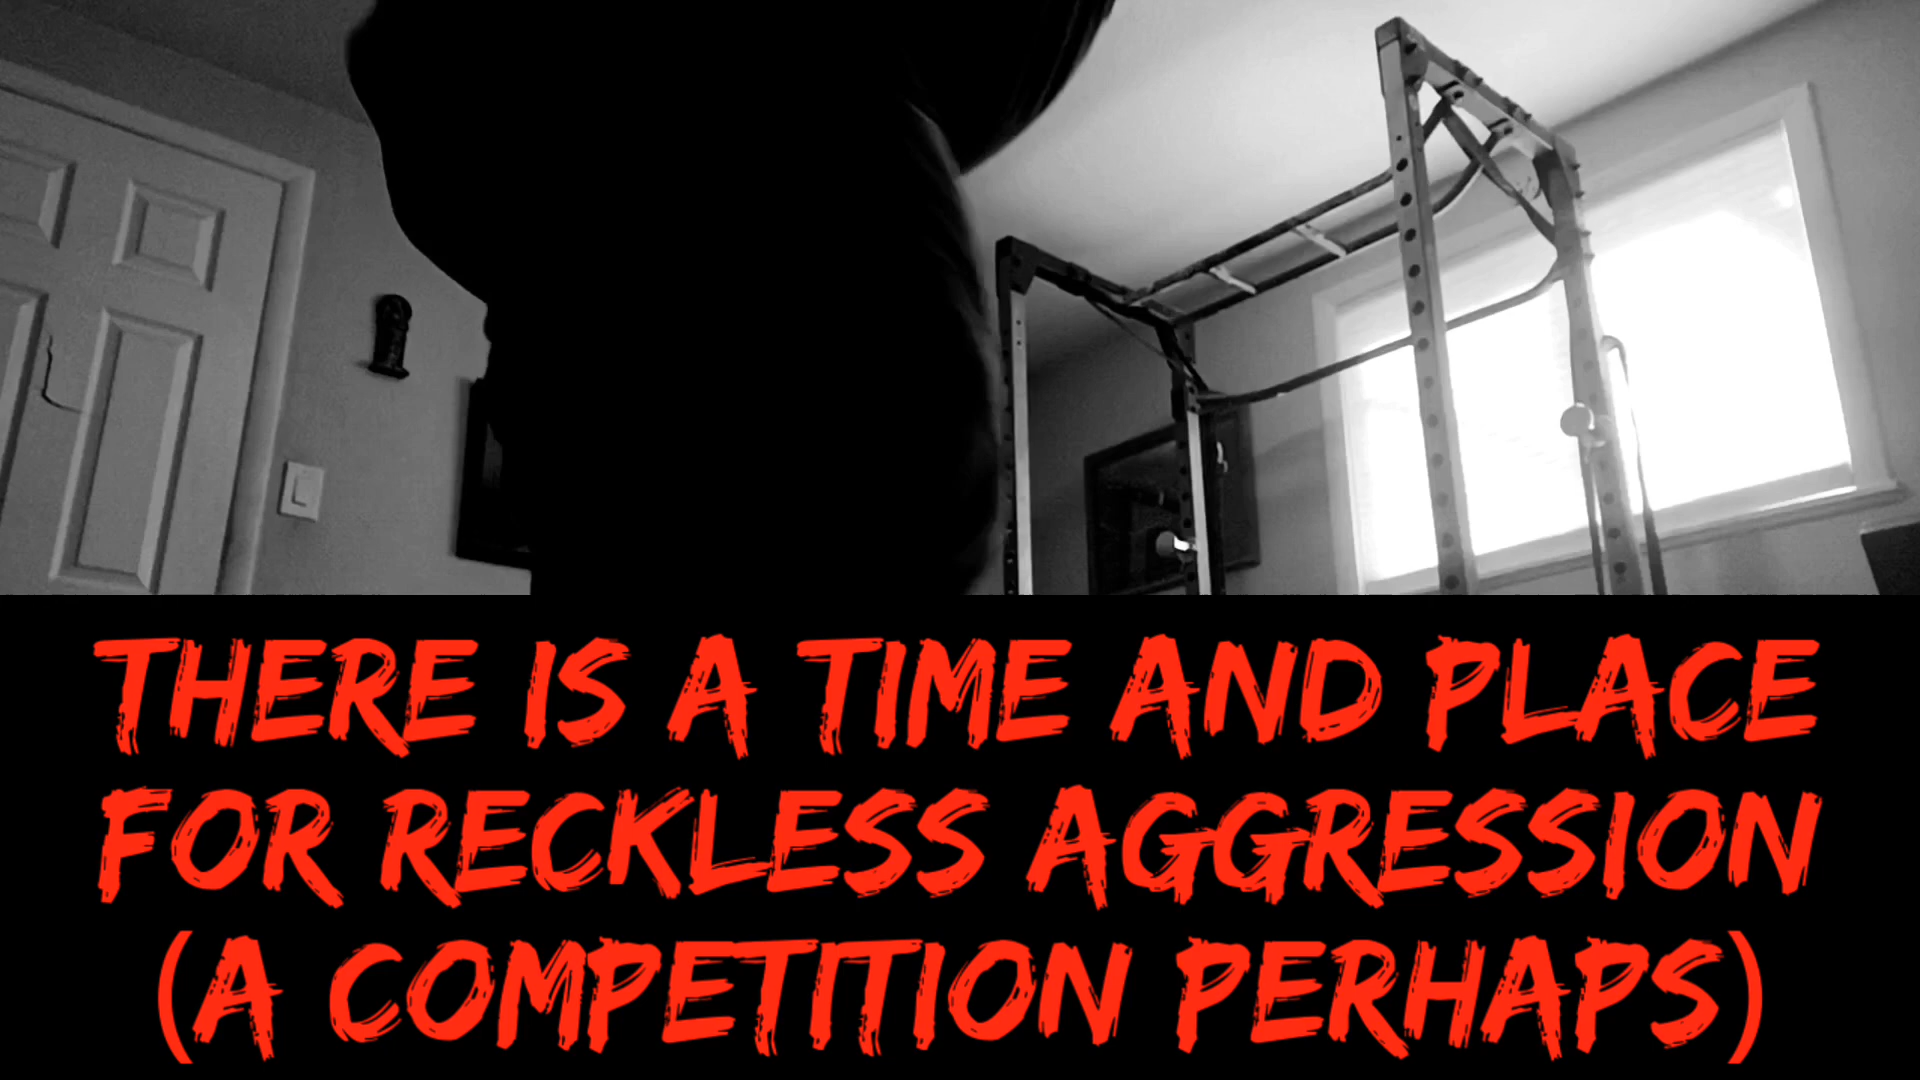 THERE IS A TIME AND PLACE
FOR RECKLESS AGGRESSION
(A COMPETITION PERHAPS)